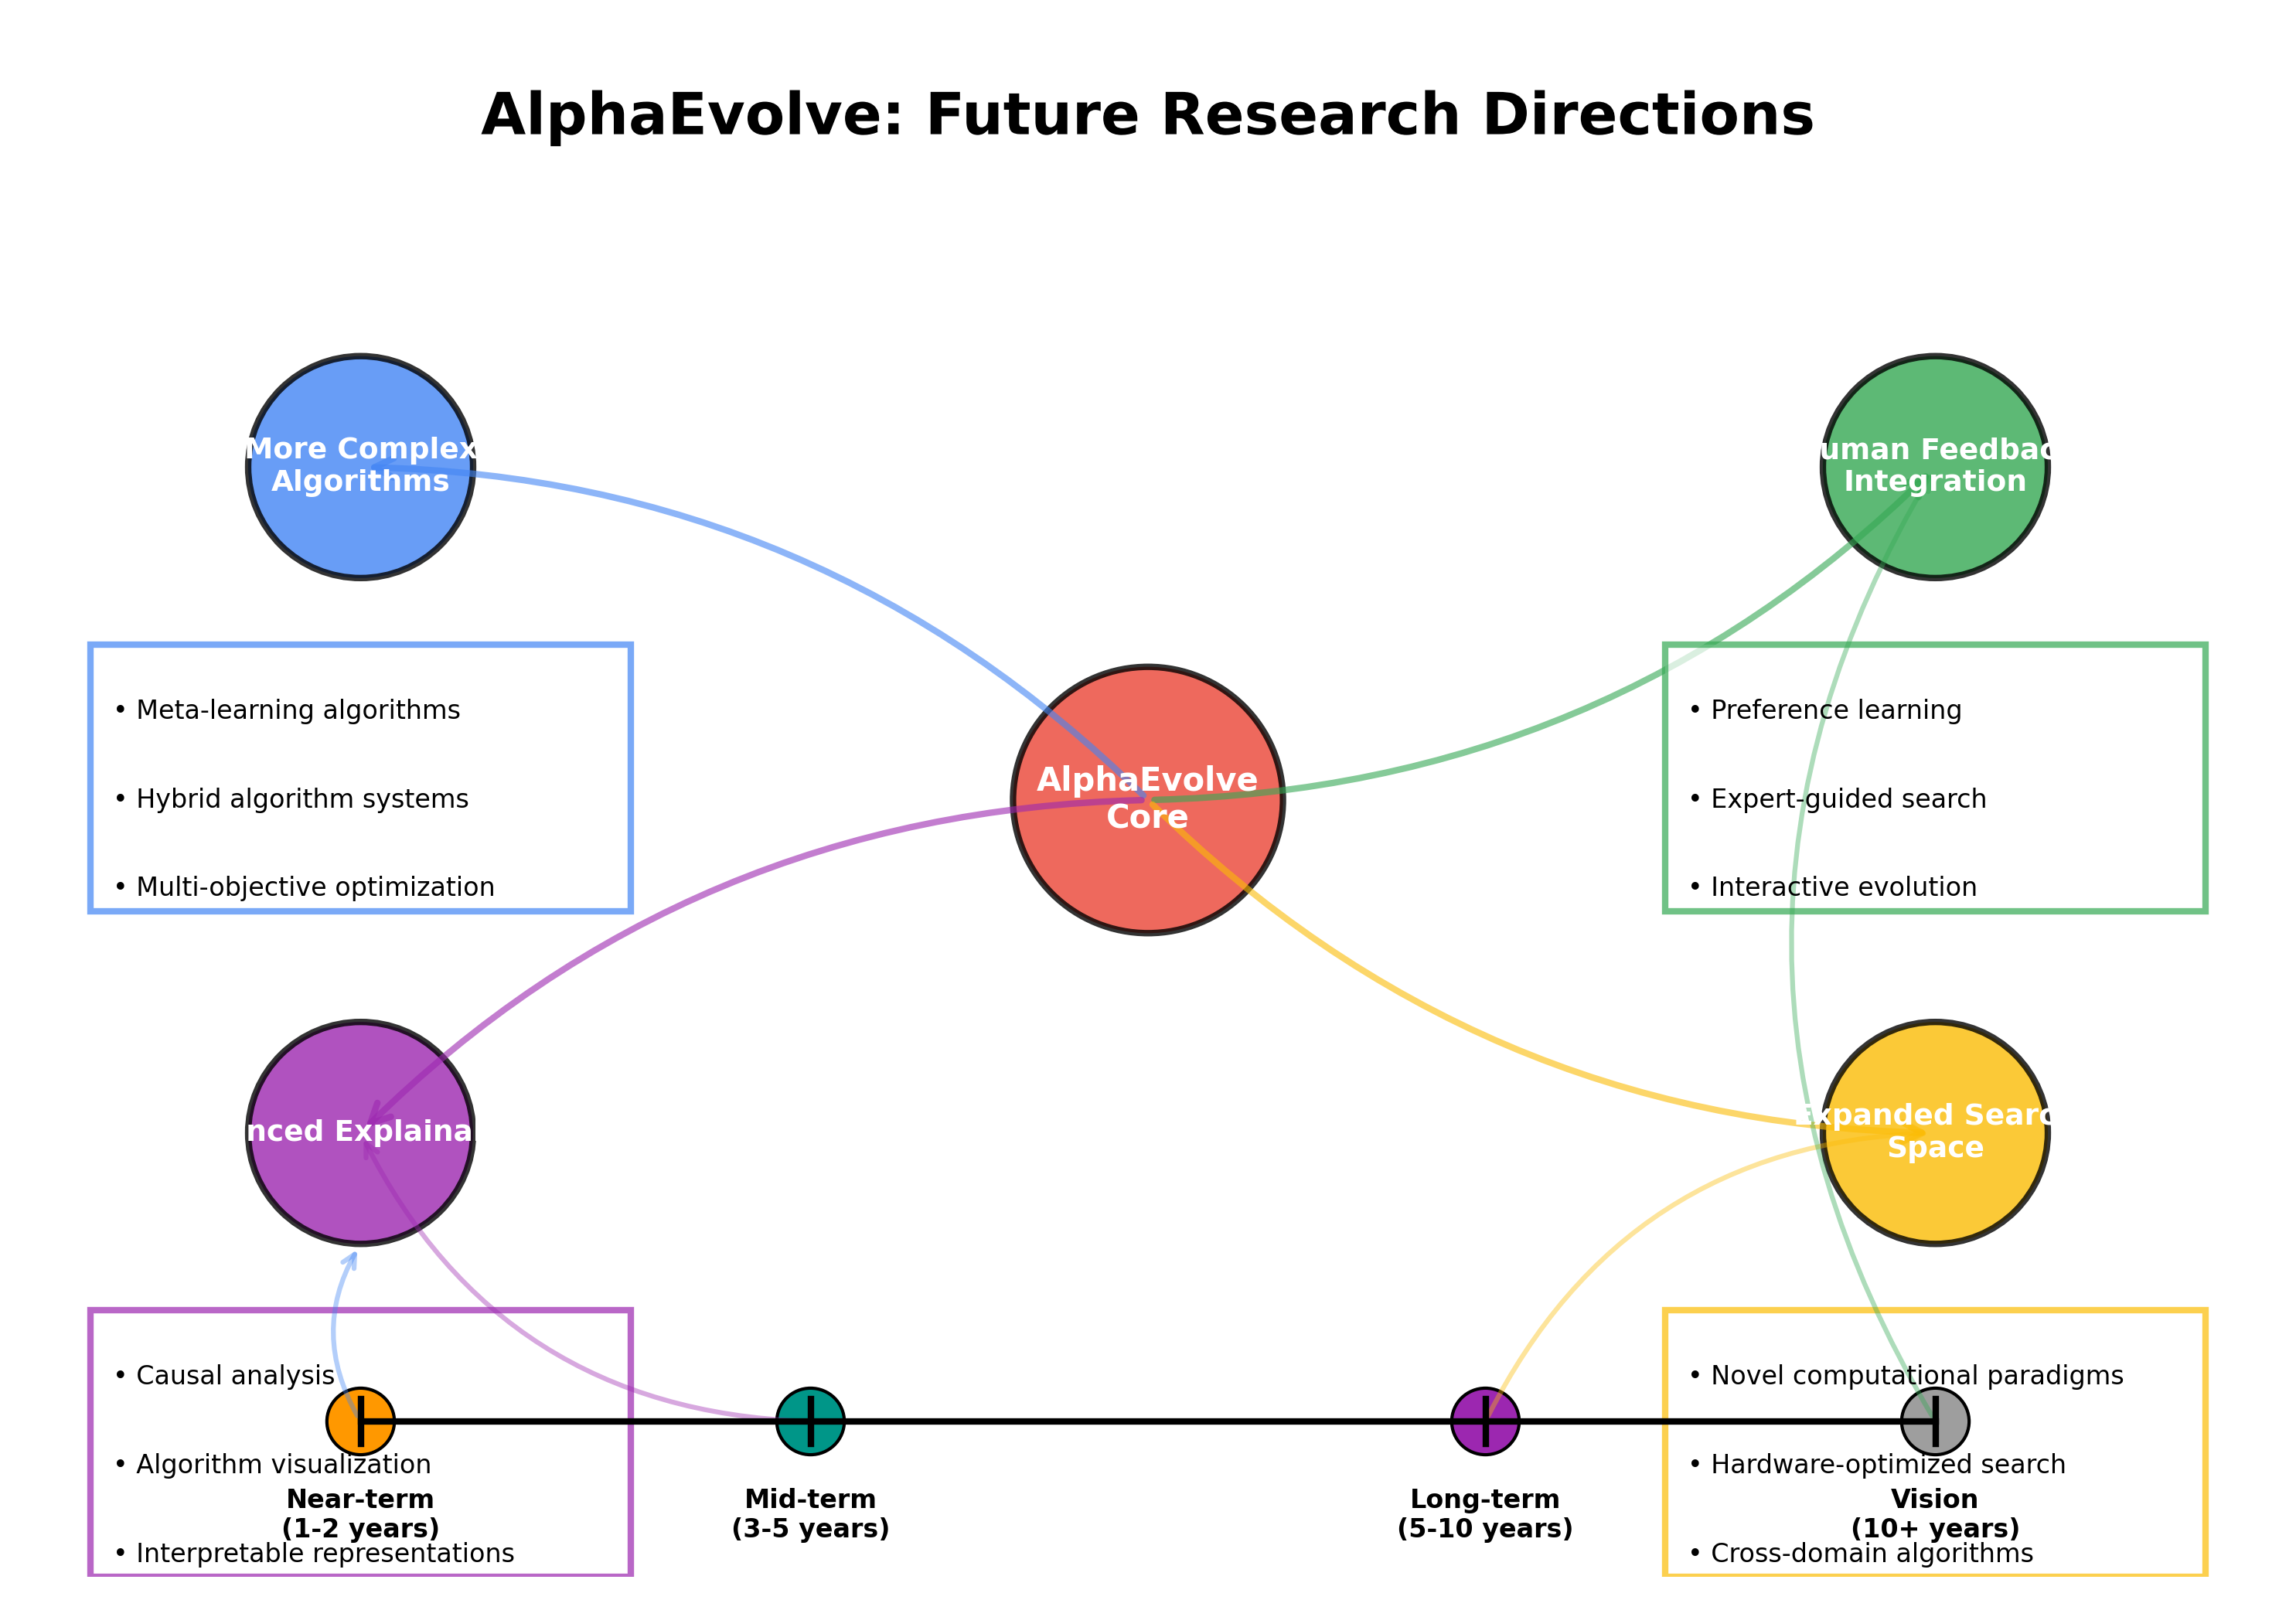 AlphaEvolve: Future Research Directions
More Complex
Algorithms
uman Feedbac
Integration
• Meta-learning algorithms
• Hybrid algorithm systems
• Multi-objective optimization
AlphaEvolve
Core
• Preference learning
• Expert-guided search
• Interactive evolution
nced Explaina
Expanded Searc
Space
• Causal analysis
• Algorithm visualization
• Interpretable representations
• Novel computational paradigms
• Hardware-optimized search
• Cross-domain algorithms
Near-term
(1-2 years)
Mid-term
(3-5 years)
Long-term
(5-10 years)
Vision
(10+ years)